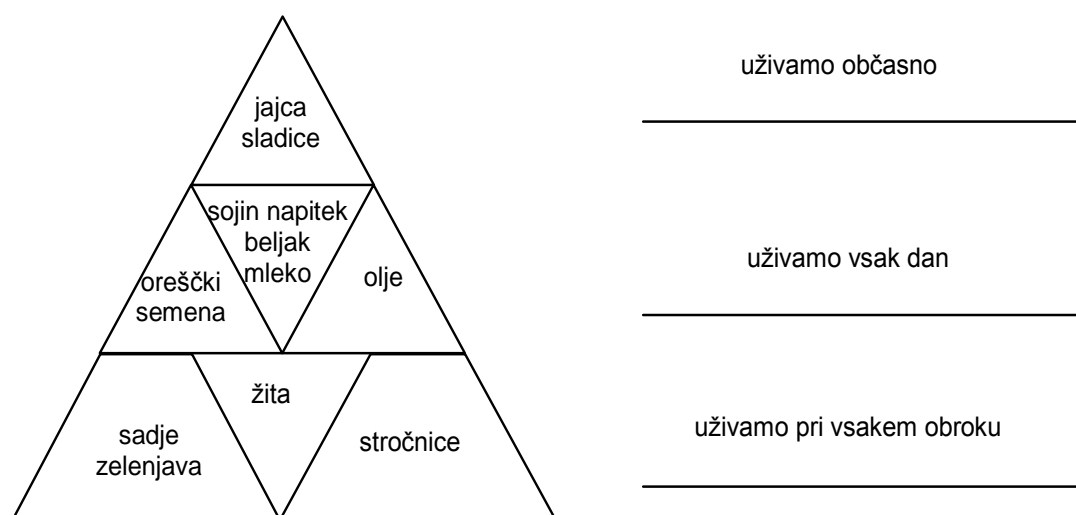 jajca
sladice
uživamo občasno
sojin napitek
beljak
mleko
oreščki
semena
olje
uživamo vsak dan
žita
sadje
zelenjava
stročnice
uživamo pri vsakem obroku